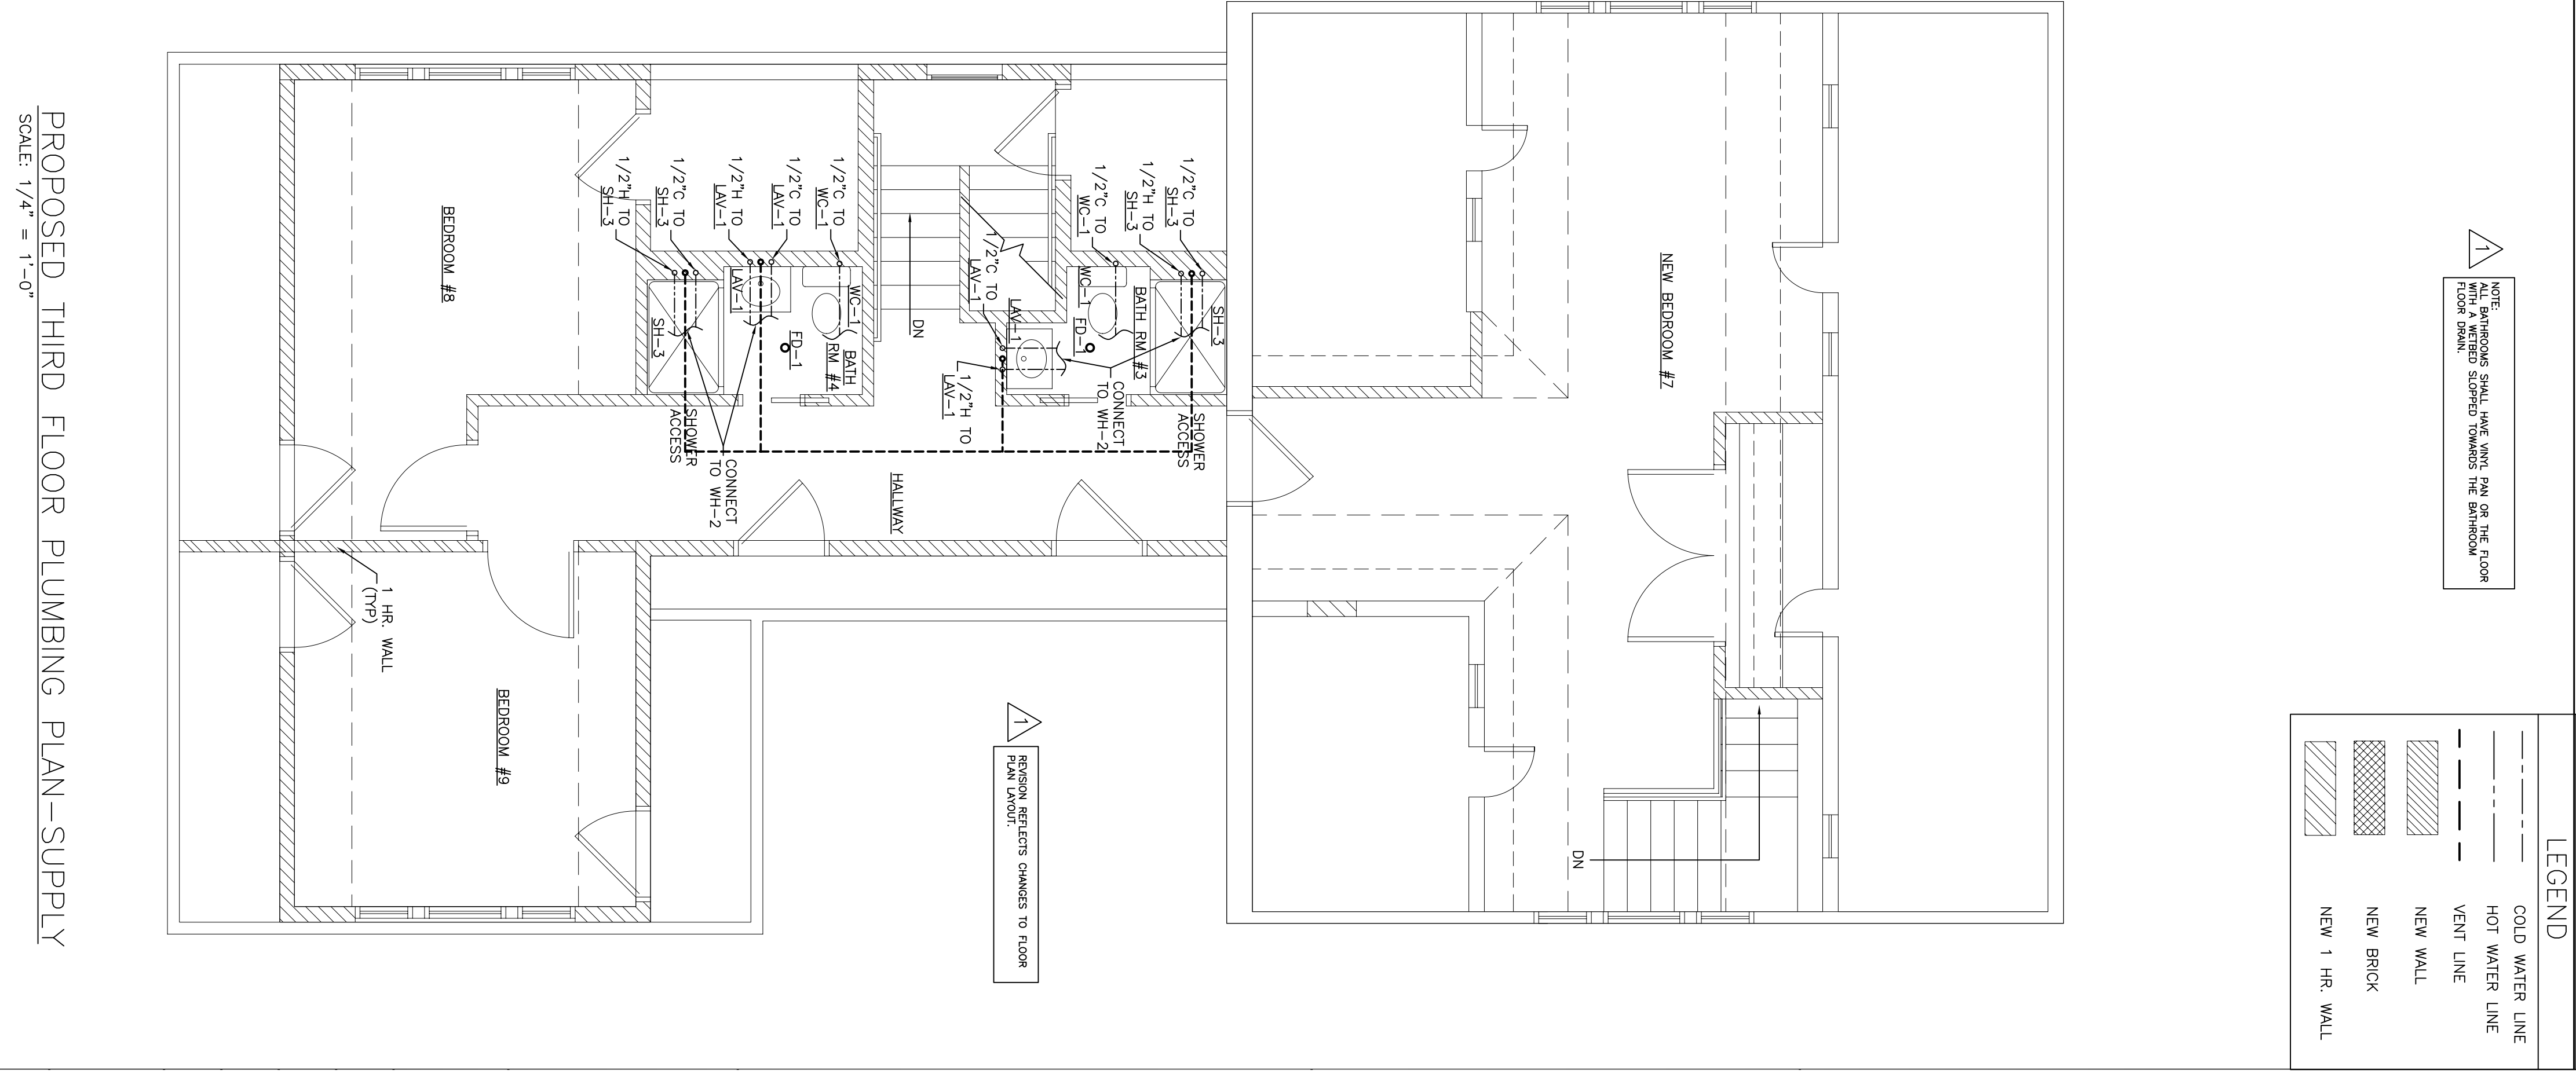 NOTE:
ALL BATHROOMS SHALL HAVE VINYL PAN OR THE FLOOR
WITH A WETBED SLOPPED TOWARDS THE BATHROOM
FLOOR DRAIN.
1
LEGEND
COLD WATER LINE
HOT WATER LINE
VENT LINE
NEW WALL
NEW BRICK
NEW 1 HR. WALL
NEW BEDROOM #7
DN
1/2"C TO
SH-3
1/2"H TO
SH-3
1/2"C TO
WC-1
SH-3
BATH RM #3
WC-1
FD-1
LAV-1
1/2"C TO
LAV-1
1/2"H TO
LAV-1
CONNECT
TO WH-2
SHOWER
ACCESS
DN
1/2"C TO
WC-1
1/2"C TO
LAV-1
1/2"H TO
LAV-1
1/2"C TO
SH-3
1/2"H TO
SH-3
WC-1
BATH
RM #4
FD-1
LAV-1
SH-3
SHOWER
ACCESS
CONNECT
TO WH-2
HALLWAY
BEDROOM #8
1 HR. WALL
(TYP)
BEDROOM #9
1
REVISION REFLECTS CHANGES TO FLOOR
PLAN LAYOUT.
PROPOSED THIRD FLOOR PLUMBING PLAN-SUPPLY
SCALE: 1/4" = 1'-0"